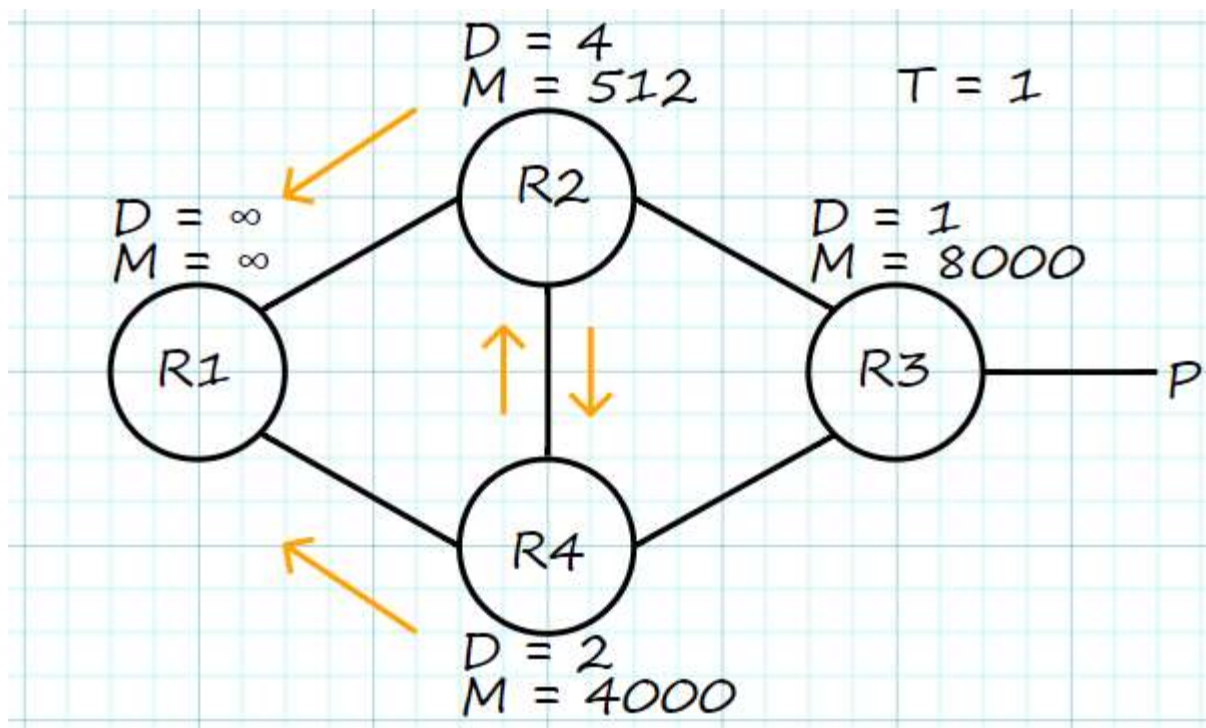 D = 4
M = 512
T = 1
R2
D = ∞
M = ∞
D = 1
M = 8000
R1
R3
P
R4
D = 2
M = 4000